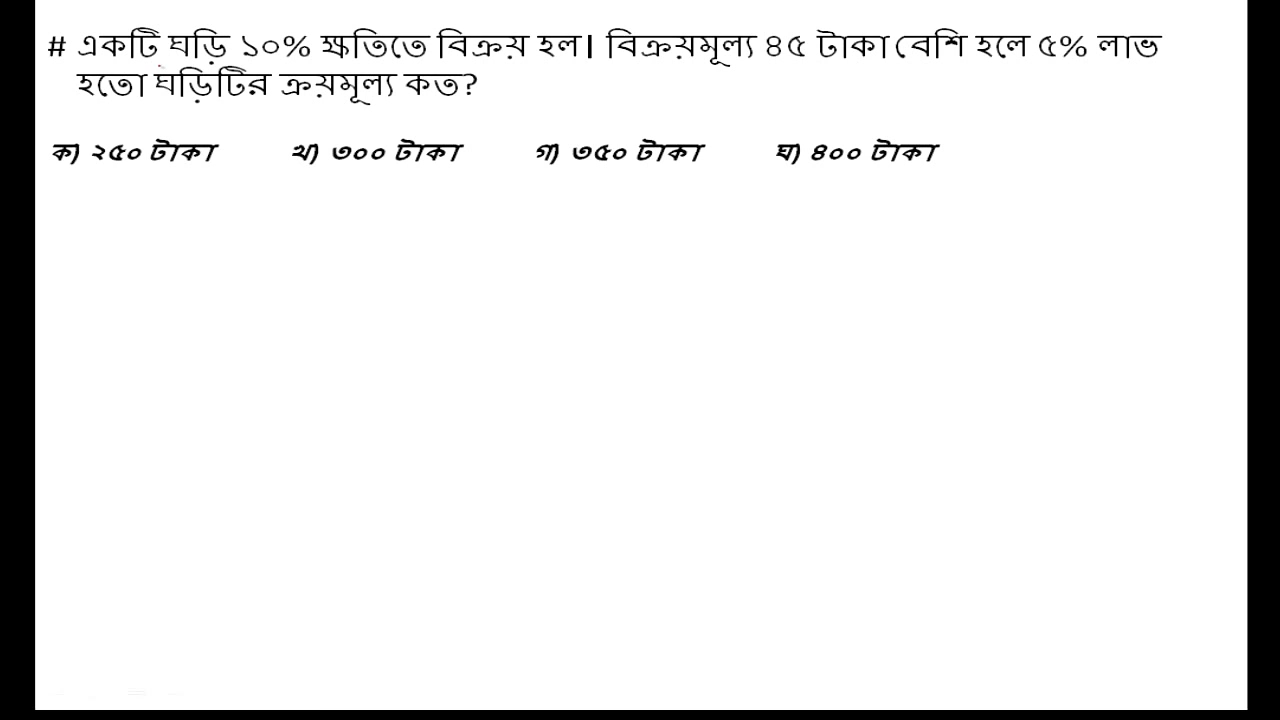 # একটি ঘড়ি ১০% ক্ষতিতে বিক্রয় হল। বিক্রয়মূল্য ৪৫ টাকা বেশি হলে ৫% লাভ
হতো ঘড়িটির ক্রয়মূল্য কত?
ক) ২৫০ টাকা খ) ৩০০ টাকা গ) ৩৫০ টাকা ঘ) ৪০০ টাকা